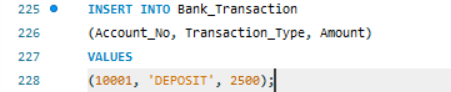 225 INSERT INTO Bank_Transaction
226 (Account_No, Transaction_Type, Amount)
227 VALUES
228 (10001, 'DEPOSIT', 2500);